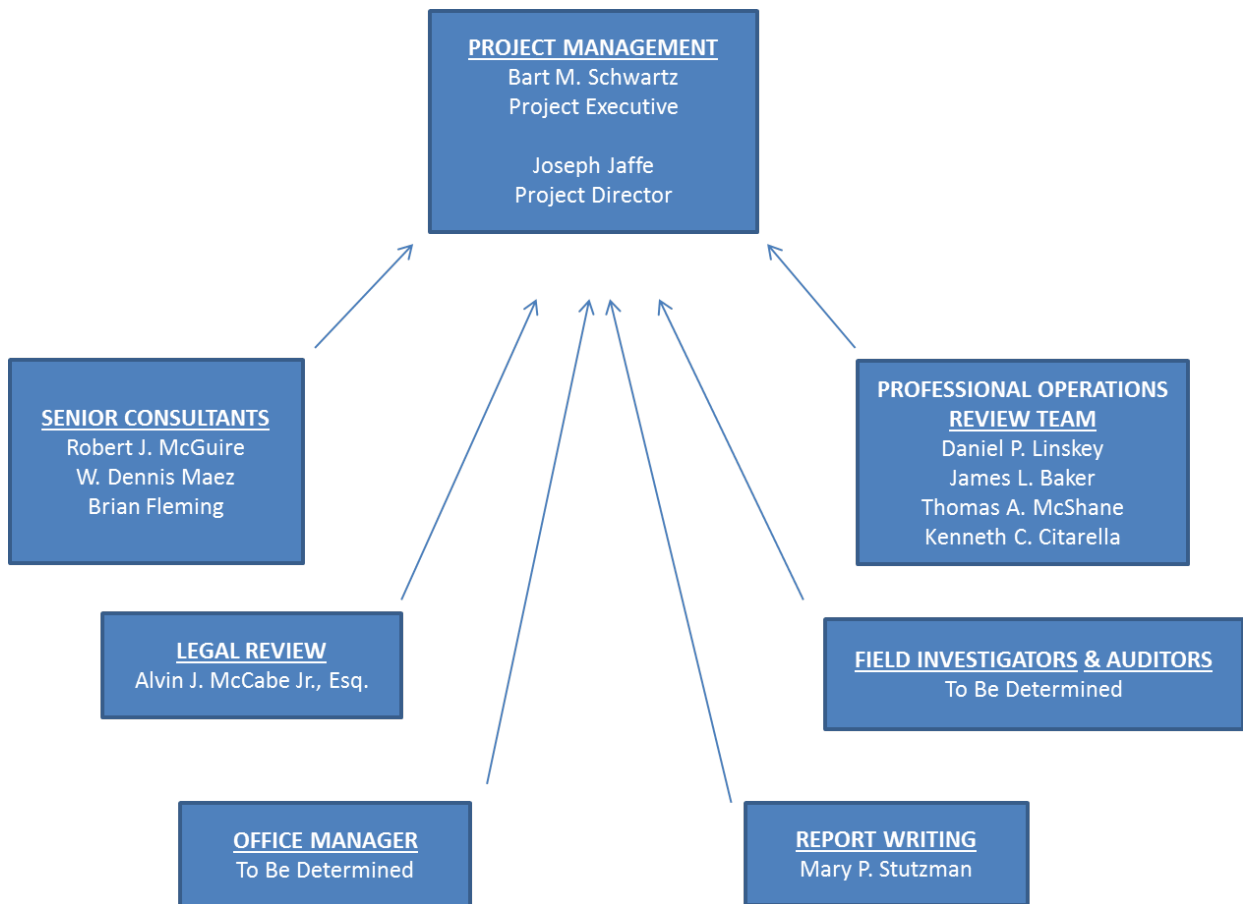 PROJECT MANAGEMENT
Bart M. Schwartz
Project Executive
Joseph Jaffe
Project Director
SENIOR CONSULTANTS
Robert J. McGuire
W. Dennis Maez
Brian Fleming
PROFESSIONAL OPERATIONS
REVIEW TEAM
Daniel P. Linskey
James L. Baker
Thomas A. McShane
Kenneth C. Citarella
LEGAL REVIEW
Alvin J. McCabe Jr., Esq.
FIELD INVESTIGATORS & AUDITORS
To Be Determined
OFFICE MANAGER
To Be Determined
REPORT WRITING
Mary P. Stutzman